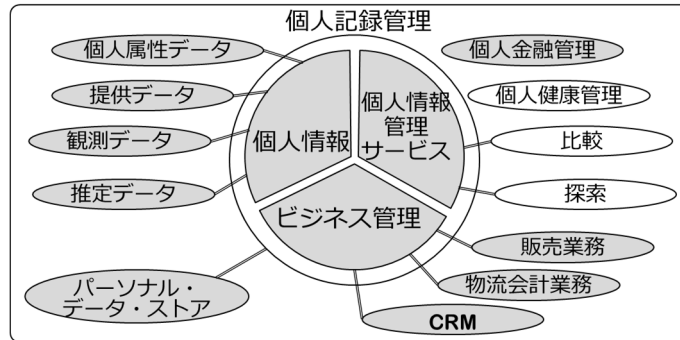 個人記録管理
個人属性データ
提供データ
観測データ
推定データ
パーソナル・
データ・ストア
個人情報
個人情報
管理
サービス
ビジネス管理
個人金融管理
個人健康管理
比較
探索
販売業務
物流会計業務
CRM